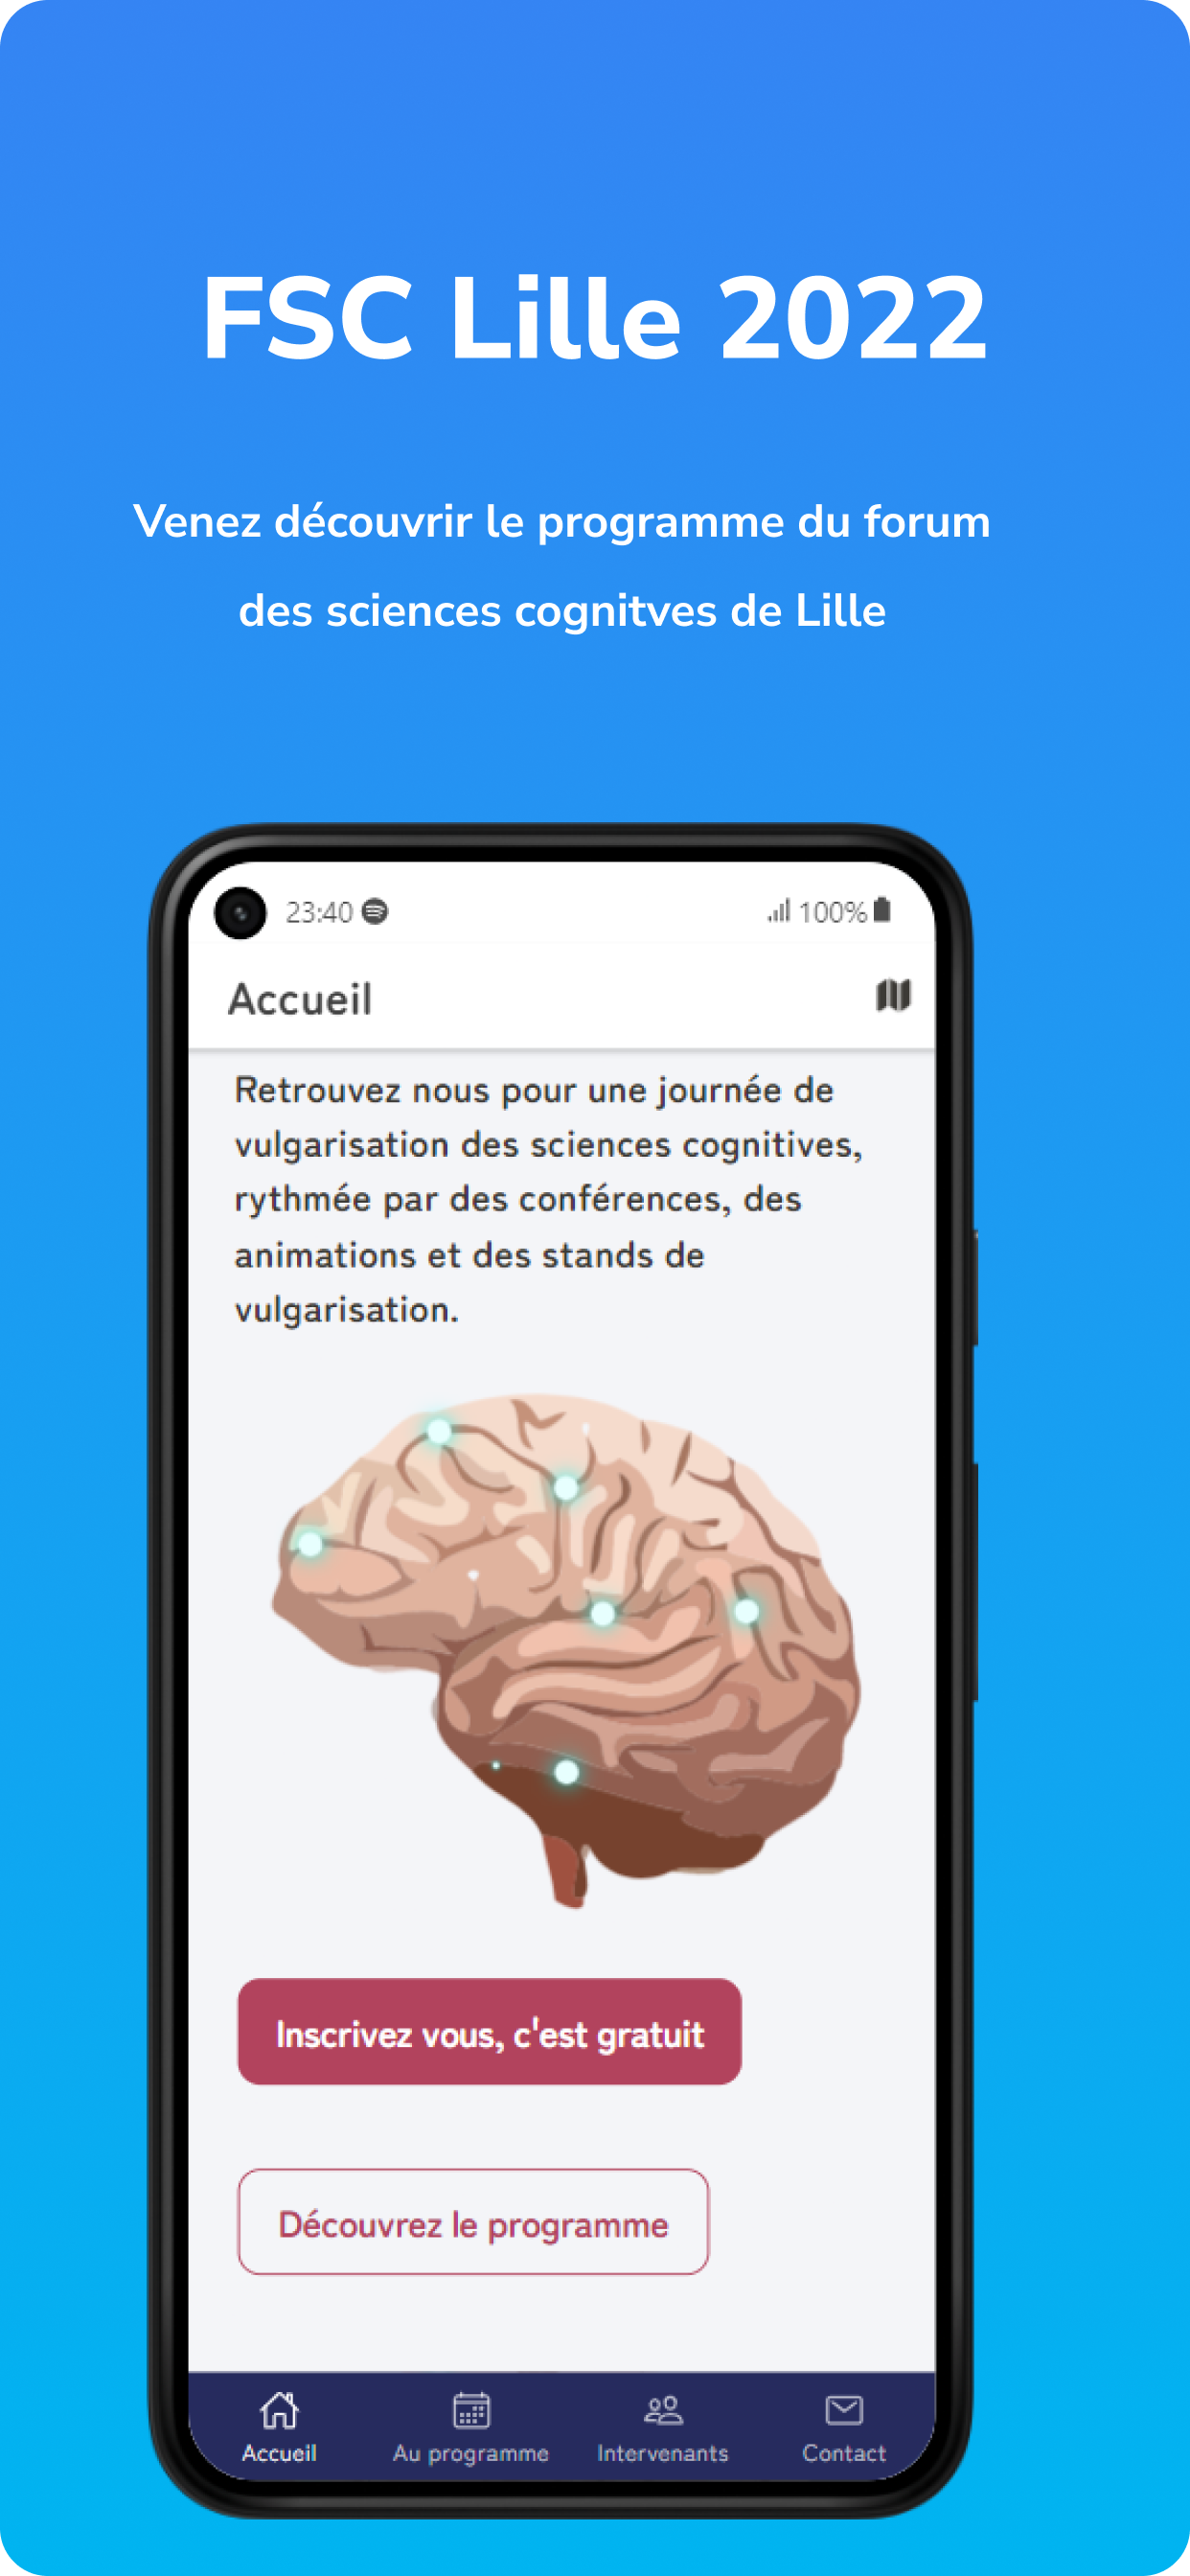 FSC Lille 2022
Venez découvrir le programme du forum
des sciences cognitves de Lille
23:40
100%
Accueil
Retrouvez nous pour une journée de
vulgarisation des sciences cognitives,
rythmée par des conférences, des
animations et des stands de
vulgarisation.
Inscrivez vous, c'est gratuit
Découvrez le programme
Accueil
Au programme
Intervenants
Contact